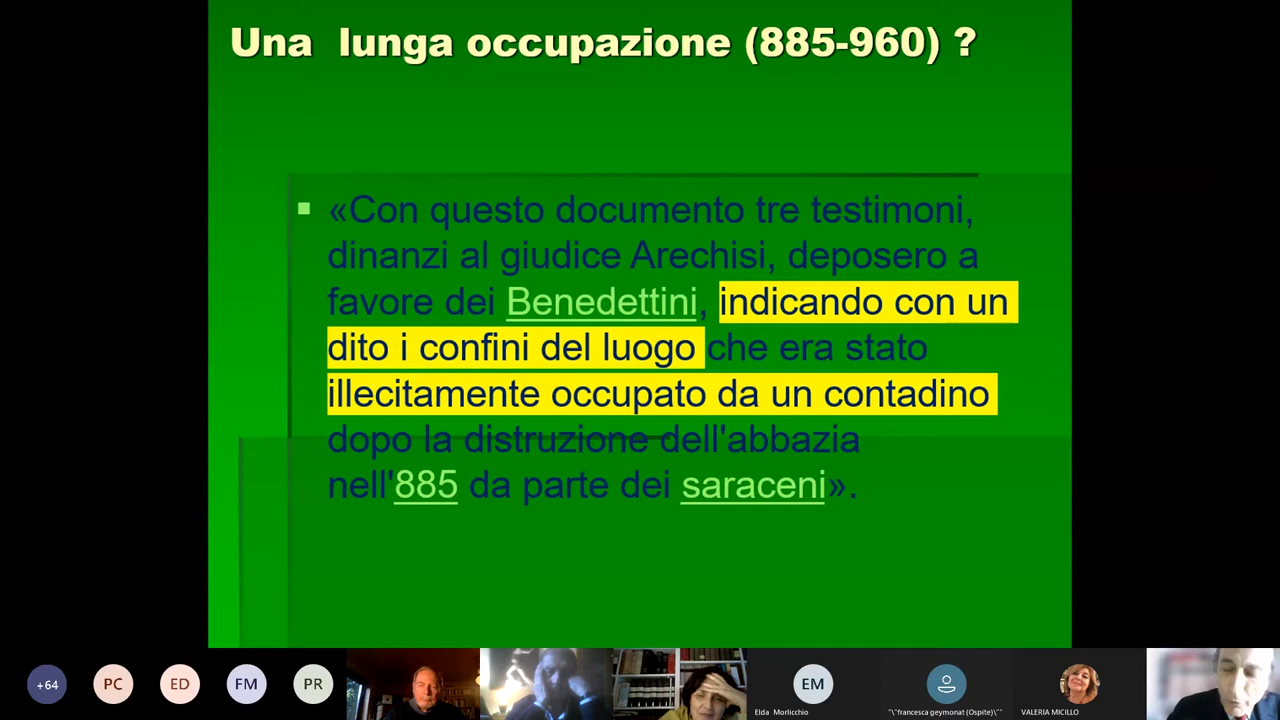 Una lunga occupazione (885-960) ?
«Con questo documento tre testimoni,
dinanzi al giudice Arechisi, deposero a
favore dei Benedettini, indicando con un
dito i confini del luogo che era stato
illecitamente occupato da un contadino
dopo la distruzione dell'abbazia
nell'885 da parte dei saraceni».
+64
PC
ED
FM
PR
EM
Elda Morlicchio
"\"francesca geymonat (Ospite)\""
VALERIA MICILLO